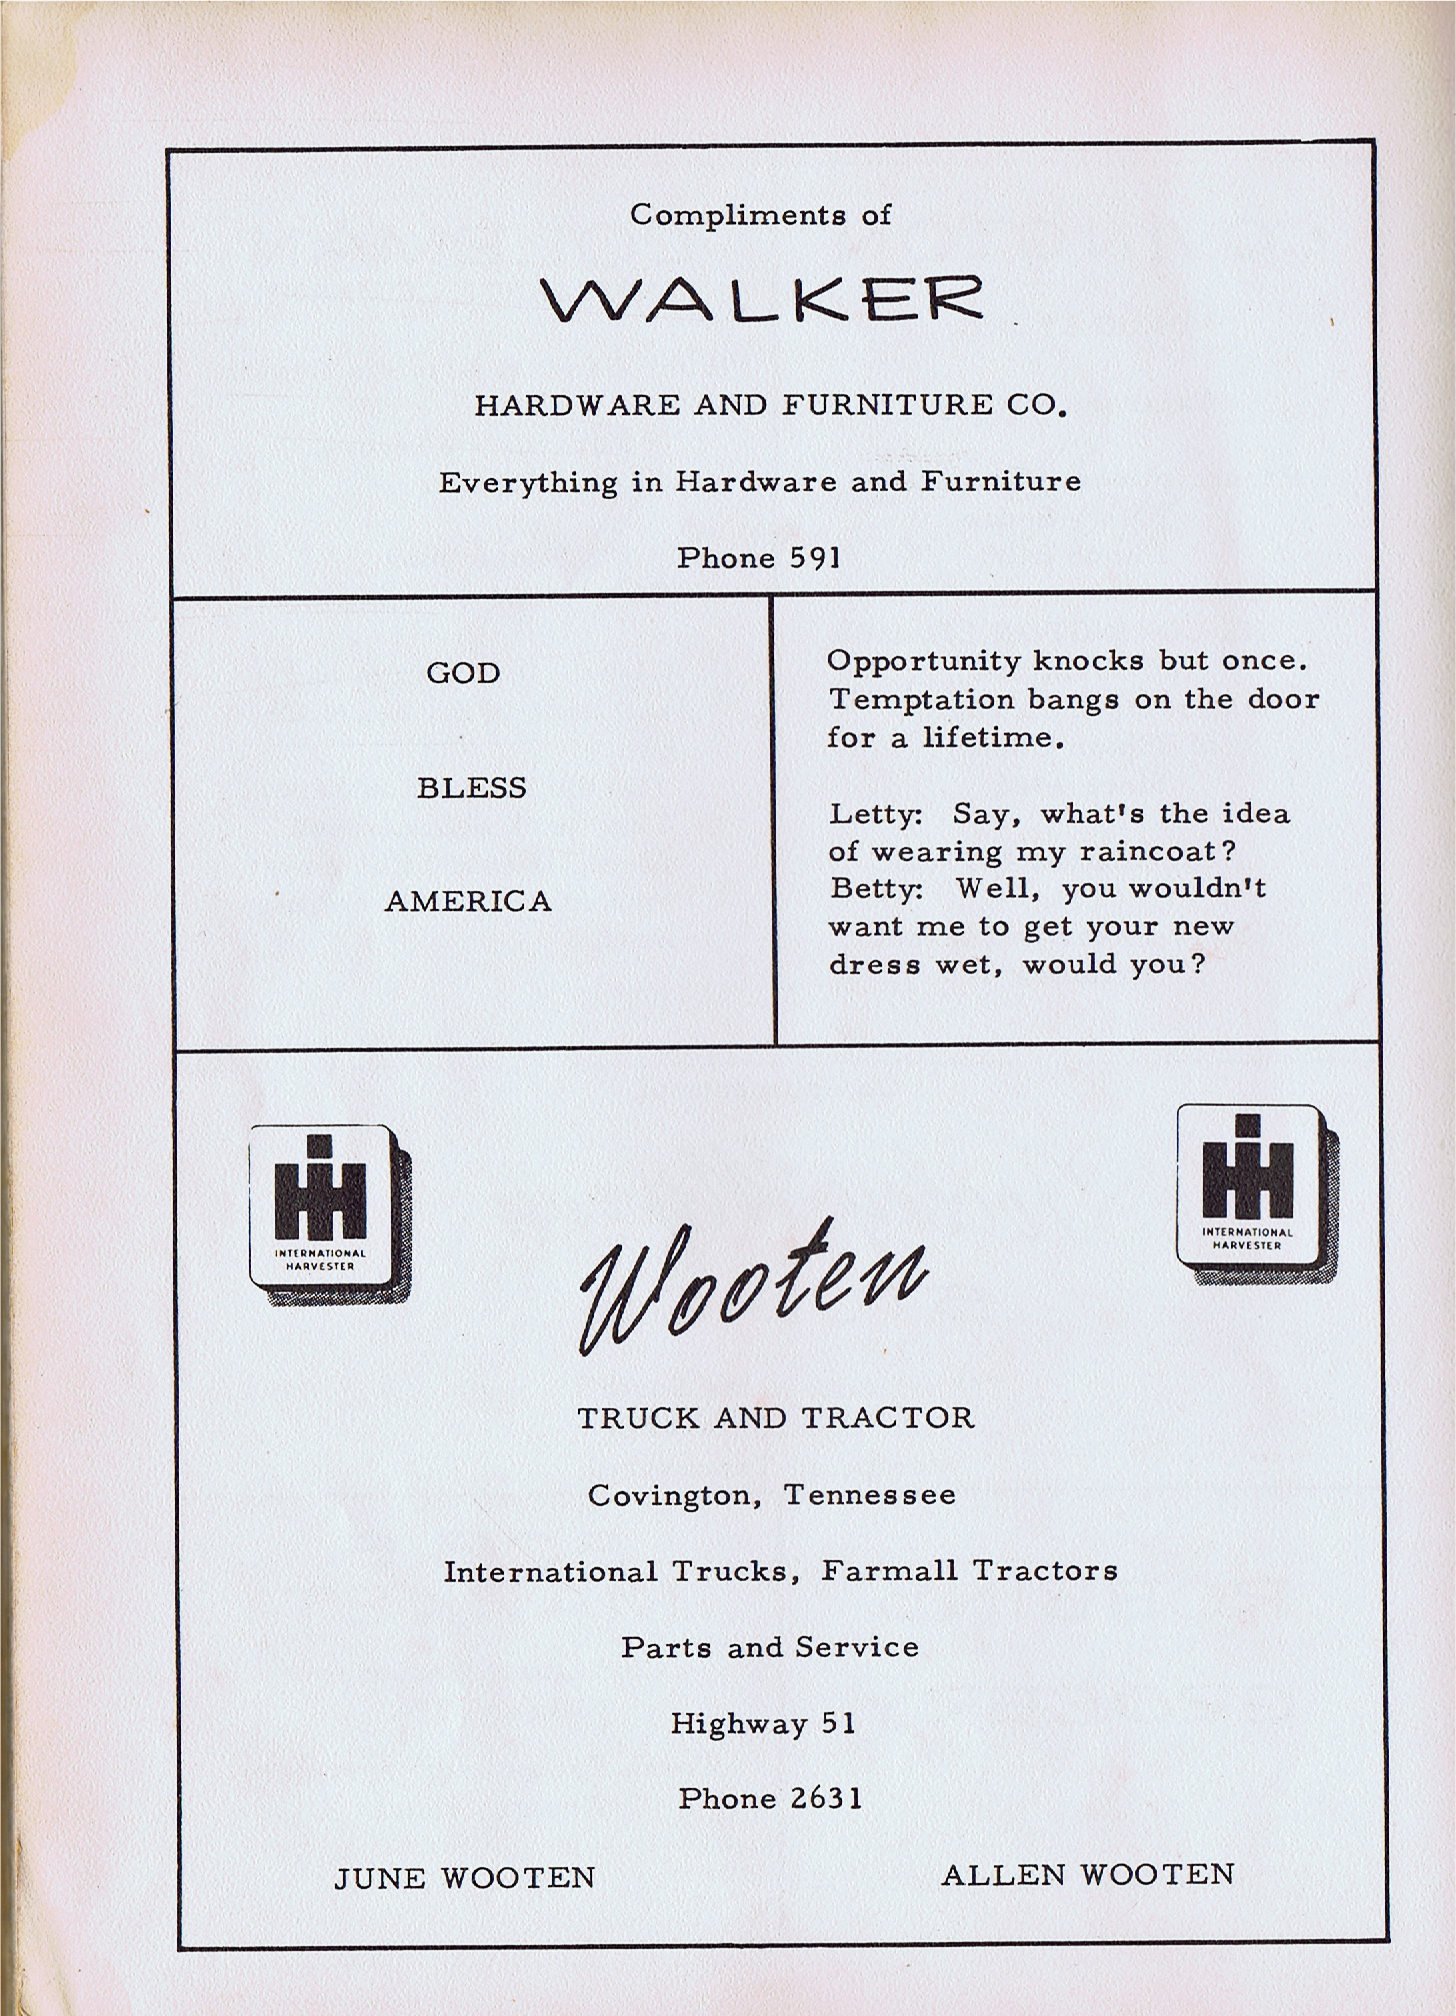 Compliments of
WALKER
HARDWARE AND FURNITURE CO.
Everything in Hardware and Furniture
Phone 591
GOD
BLESS
AMERICA
Opportunity knocks but once.
Temptation bangs on the door
for a lifetime.
Letty: Say, what's the idea
of wearing my raincoat?
Betty: Well, you wouldn't
want me to get your new
dress wet, would you?
INTERNATIONAL
HARVESTER
INTERNATIONAL
HARVESTER
Wooten
TRUCK AND TRACTOR
Covington, Tennessee
International Trucks, Farmall Tractors
Parts and Service
Highway 51
Phone 2631
JUNE WOOTEN
ALLEN WOOTEN